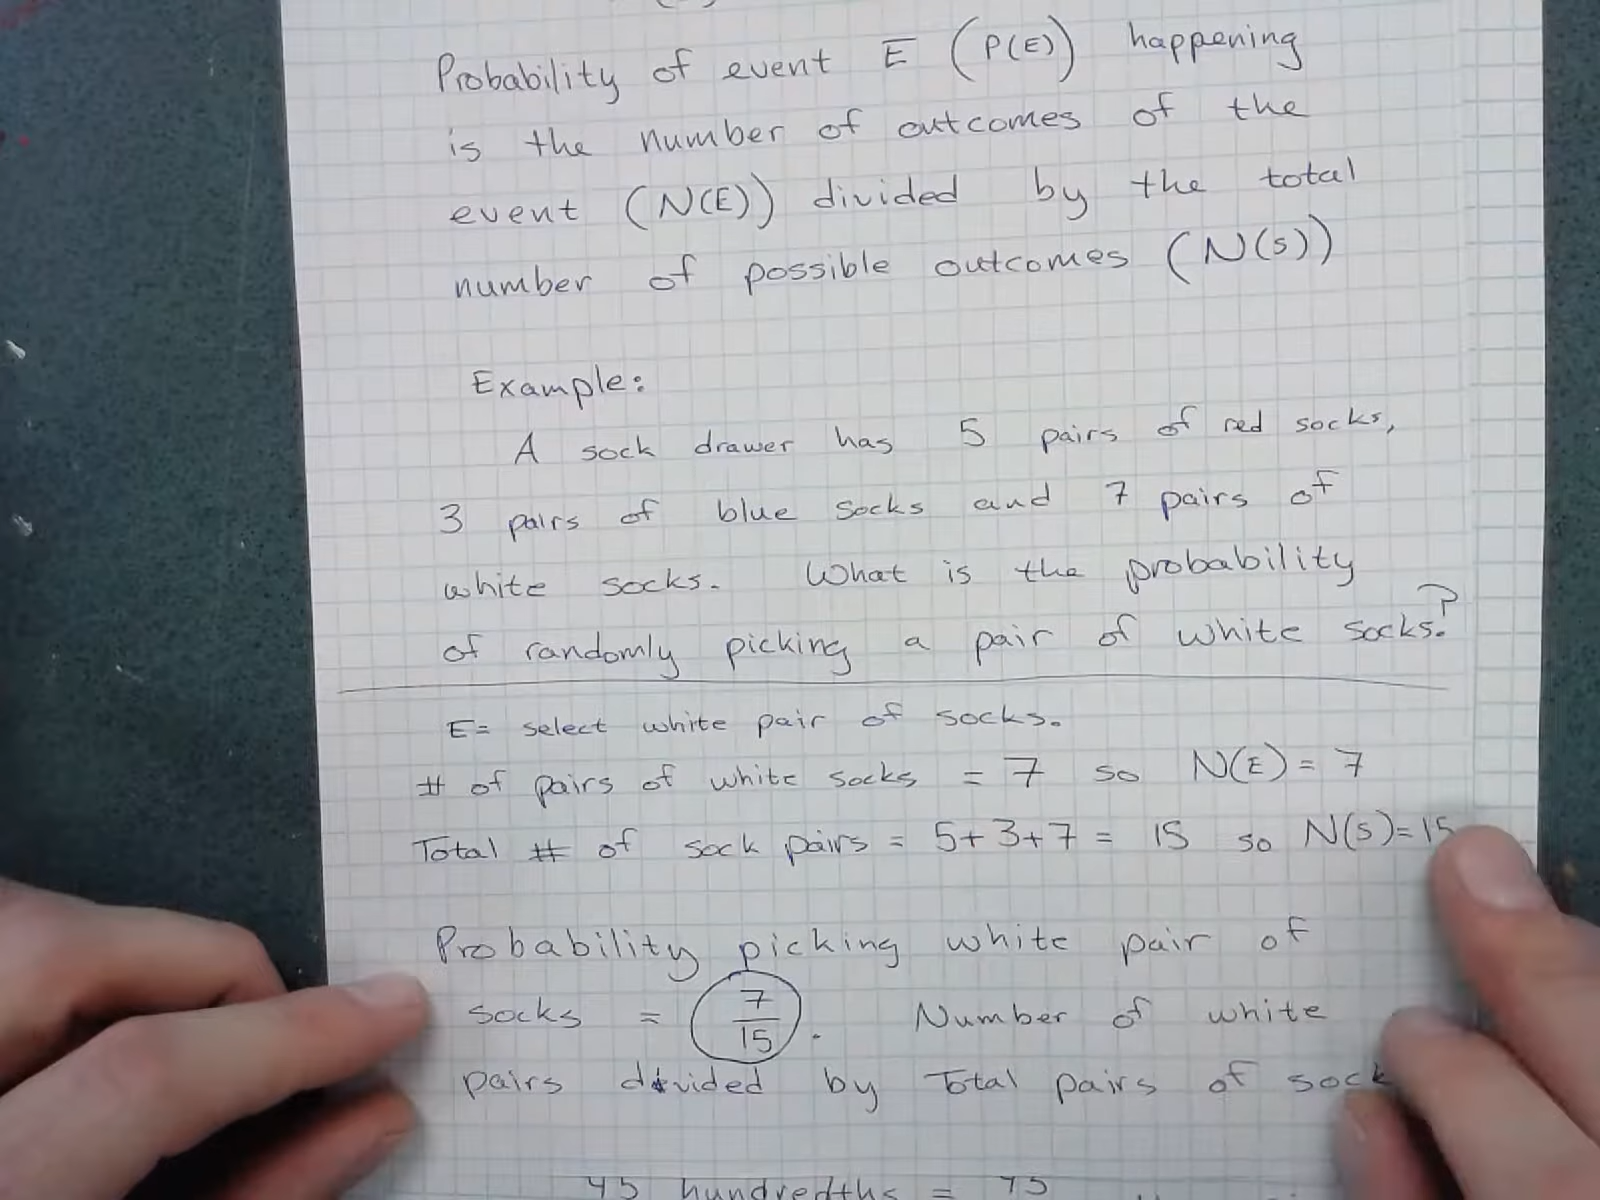 Probability of event E (P(E)) happening
is the number of outcomes of the
event (N(E)) divided by the total
number of possible outcomes (N(S))
Example:
A sock drawer has 5 pairs of red socks,
3 pairs of blue socks and 7 pairs of
white socks. What is the probability
of randomly picking a pair of white socks?
E= select white pair of socks.
# of pairs of white socks = 7 so N(E) = 7
Total # of sock pairs = 5+3+7 = 15 so N(S)=15
Probability picking white pair of
socks = 7/15. Number of white
pairs divided by Total pairs of sock
hundredths =